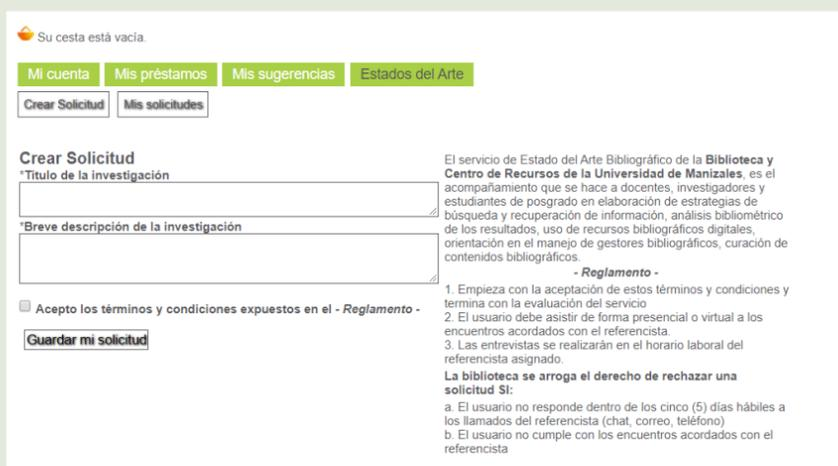 Su cesta está vacía.
Mi cuenta Mis préstamos Mis sugerencias Estados del Arte
Crear Solicitud Mis solicitudes
Crear Solicitud
*Titulo de la investigación
*Breve descripción de la investigación
Acepto los términos y condiciones expuestos en el - Reglamento -
Guardar mi solicitud
El servicio de Estado del Arte Bibliográfico de la Biblioteca y
Centro de Recursos de la Universidad de Manizales, es el
acompañamiento que se hace a docentes, investigadores y
estudiantes de posgrado en elaboración de estrategias de
búsqueda y recuperación de información, análisis bibliométrico
de los resultados, uso de recursos bibliográficos digitales,
orientación en el manejo de gestores bibliográficos, curación de
contenidos bibliográficos.
- Reglamento -
1. Empieza con la aceptación de estos términos y condiciones y
termina con la evaluación del servicio
2. El usuario debe asistir de forma presencial o virtual a los
encuentros acordados con el referencista.
3. Las entrevistas se realizarán en el horario laboral del
referencista asignado.
La biblioteca se arroga el derecho de rechazar una
solicitud SI:
a. El usuario no responde dentro de los cinco (5) días hábiles a
los llamados del referencista (chat, correo, teléfono)
b. El usuario no cumple con los encuentros acordados con el
referencista